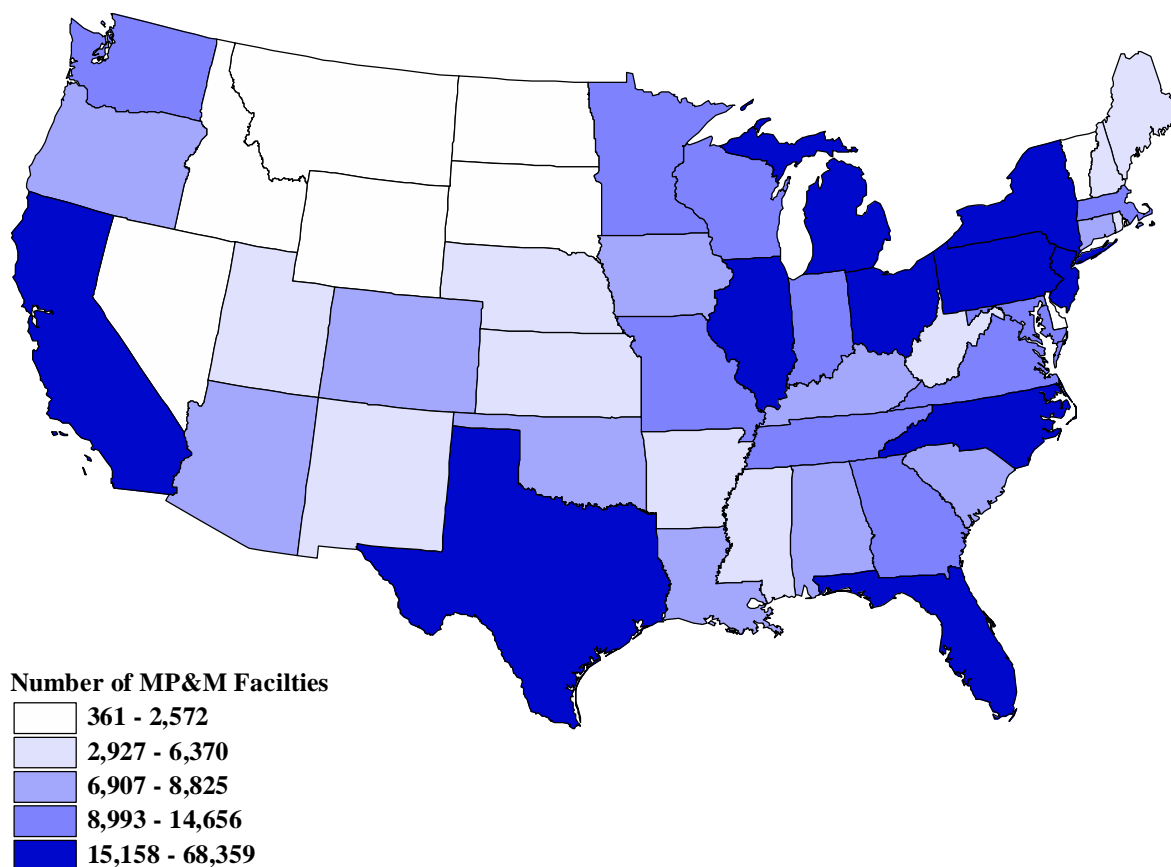 Number of MP&M Facilties
361 - 2,572
2,927 - 6,370
6,907 - 8,825
8,993 - 14,656
15,158 - 68,359